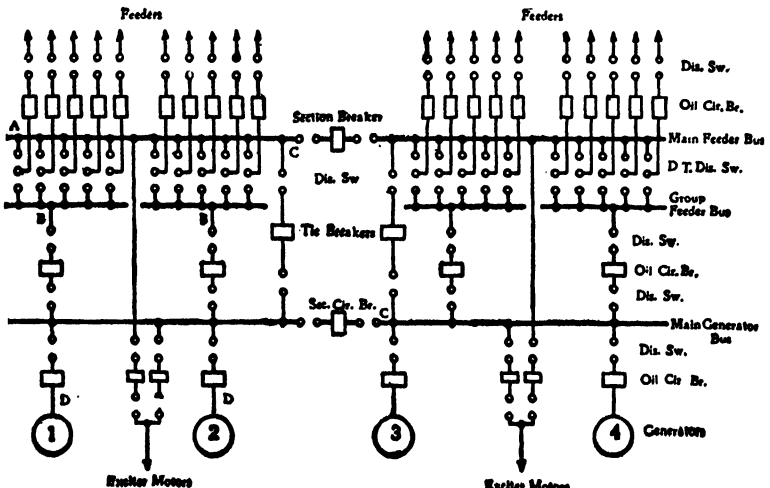 Feeders
Feeders
Dis. Sw.
Oil Cir. Br.
Section Breaker
A
Main Feeder Bus
C
Dis. Sw
D T. Dis. Sw.
Group
Feeder Bus
B
B
Tie Breakers
Dis. Sw.
Oil Cir. Br.
Dis. Sw.
Sec. Cir. Br.
C
Main Generator
Bus
Dis. Sw.
Oil Cir Br.
D
D
1
2
3
4
Generators
Exciter Motors
Exciter Motors